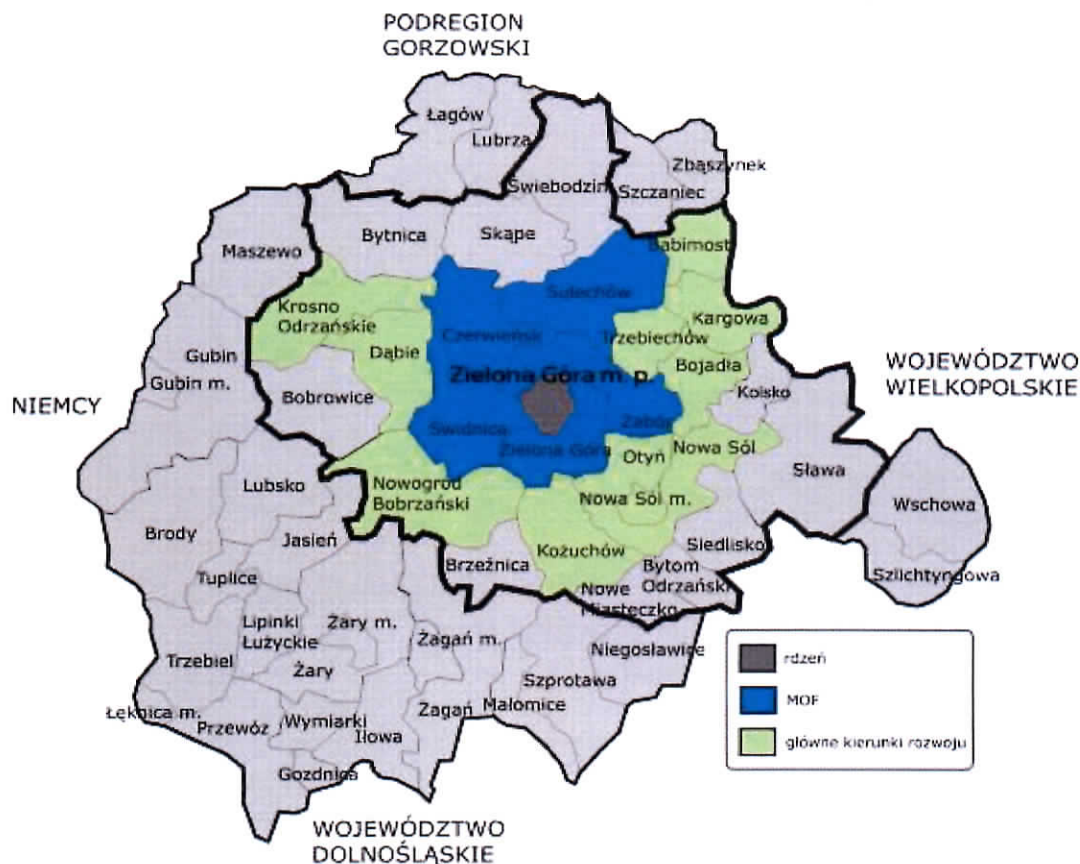 PODREGION
GORZOWSKI
Łagów
Lubrza
Świebodzin
Szczaniec
Zbąszynek
Bytnica
Skąpe
Babimost
Maszewo
Sulechów
Krosno
Odrzańskie
Czerwieńsk
Trzebiechów
Kargowa
Dąbie
Bojadła
Gubin
Gubin m.
Zielona Góra m. p.
WOJEWÓDZTWO
WIELKOPOLSKIE
NIEMCY
Bobrowice
Kolsko
Świdnica
Zabór
Zielona Góra
Otyń
Nowa Sól
Sława
Lubsko
Nowogród
Bobrzański
Nowa Sól m.
Wschowa
Brody
Jasień
Kożuchów
Siedlisko
Brzeźnica
Bytom
Odrzański
Szlichtyngowa
Tuplice
Nowe
Miasteczko
Lipinki
Łużyckie
Żary m.
Żagań m.
Niegosławice
Trzebiel
Żary
Szprotawa
rdzeń
Łęknica m.
Przewóz
Wymiarki
Iłowa
Żagań
Małomice
MOF
Gozdnica
główne kierunki rozwoju
WOJEWÓDZTWO
DOLNOŚLĄSKIE